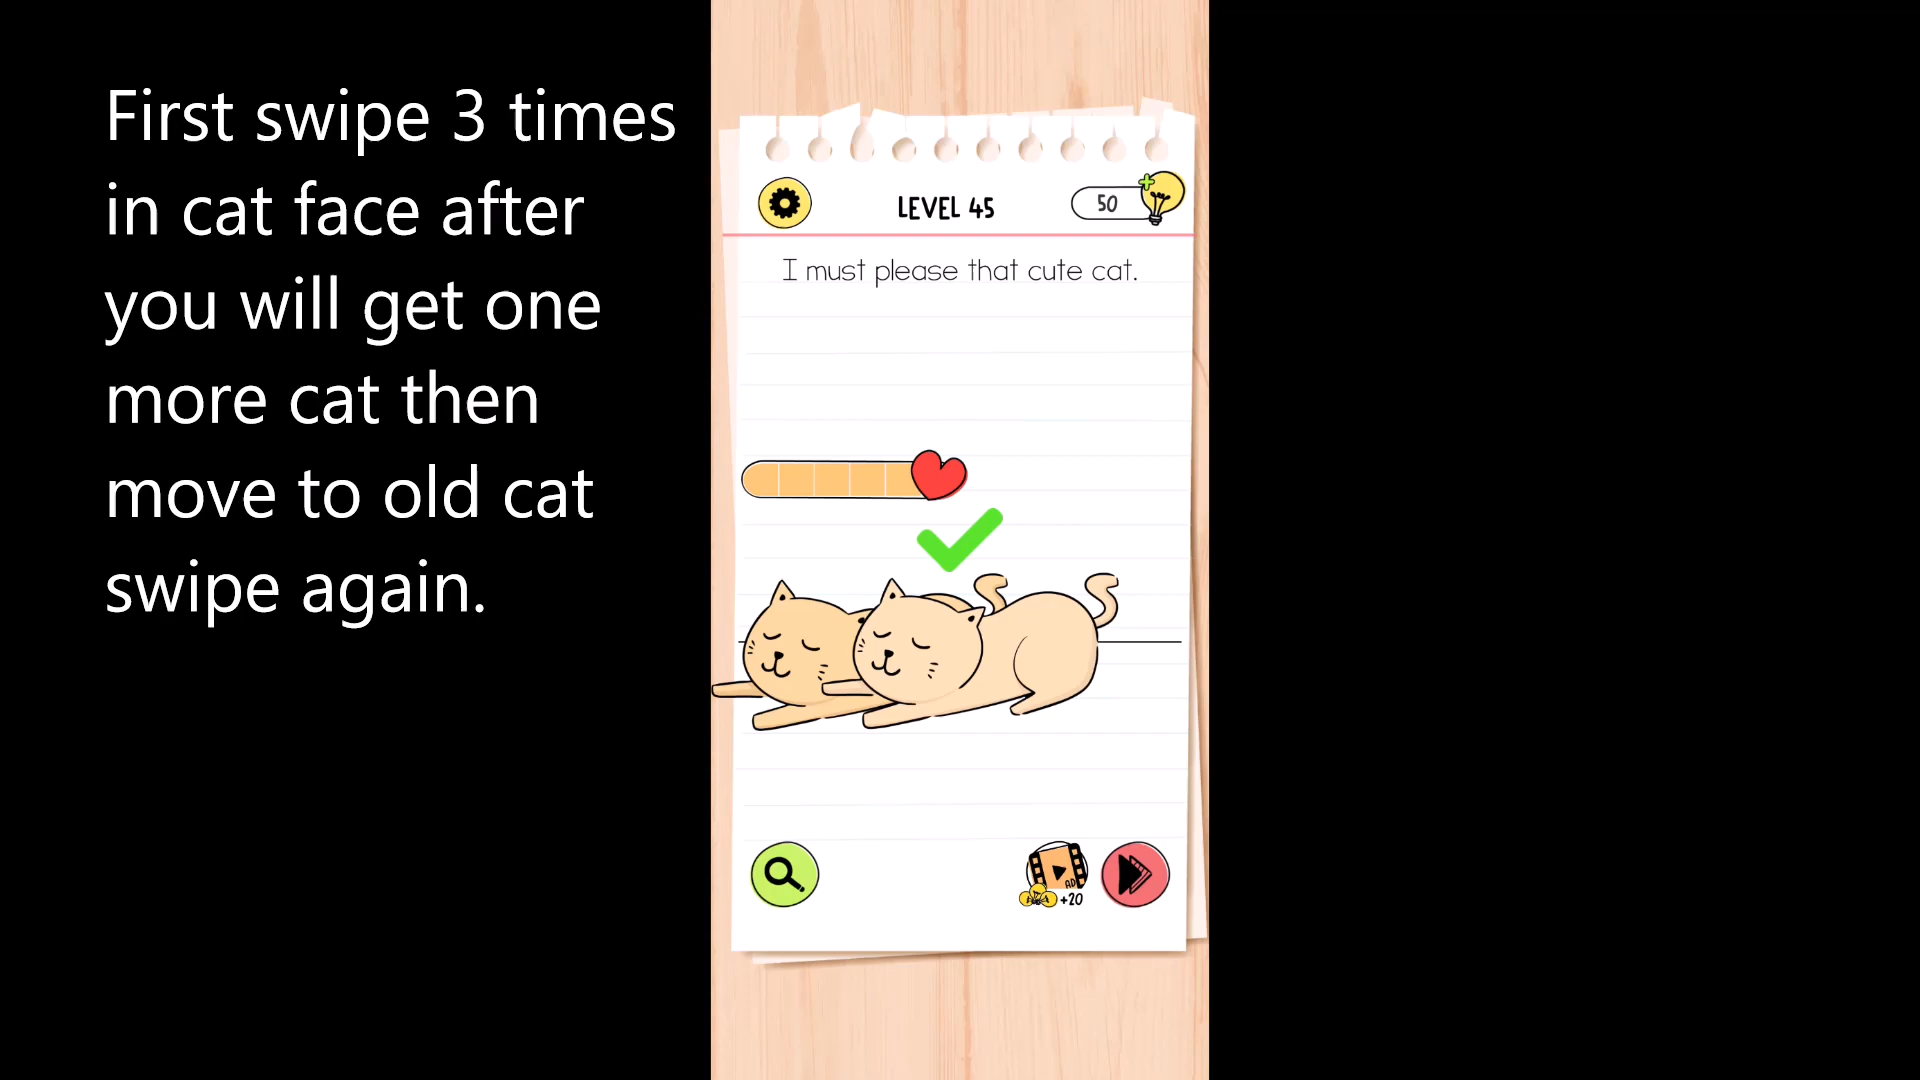 First swipe 3 times
in cat face after
you will get one
more cat then
move to old cat
swipe again.
LEVEL 45
50
I must please that cute cat.
AD
+20